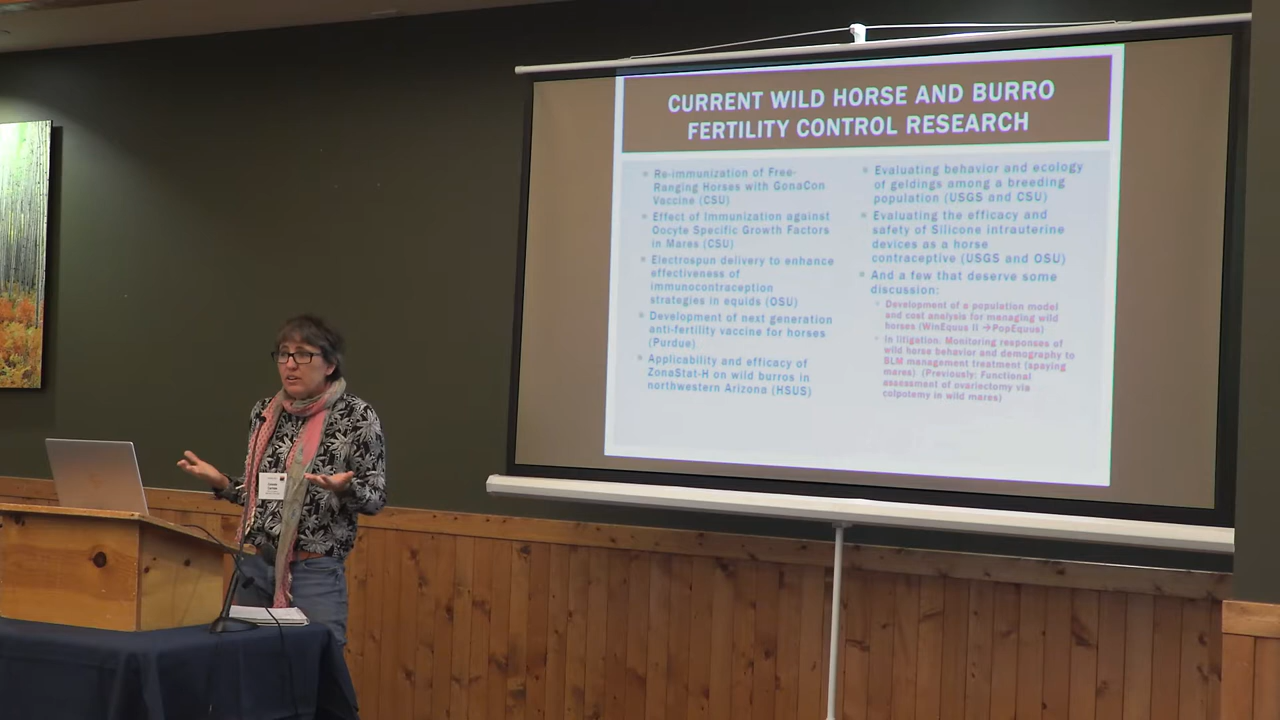 CURRENT WILD HORSE AND BURRO
FERTILITY CONTROL RESEARCH
Re-immunization of Free-
Ranging Horses with GonaCon
Vaccine (CSU)
Effect of Immunization against
Oocyte Specific Growth Factors
in Mares (CSU)
Electrospun delivery to enhance
effectiveness of
immunocontraception
strategies in equids (OSU)
Development of next generation
anti-fertility vaccine for horses
(Purdue)
Applicability and efficacy of
ZonaStat-H on wild burros in
northwestern Arizona (HSUS)
Evaluating behavior and ecology
of geldings among a breeding
population (USGS and CSU)
Evaluating the efficacy and
safety of Silicone intrauterine
devices as a horse
contraceptive (USGS and OSU)
And a few that deserve some
discussion:
Development of a population model
and cost analysis for managing wild
horses (WinEquus II →PopEquus)
In litigation. Monitoring responses of
wild horse behavior and demography to
BLM management treatment (spaying
mares) (Previously: Functional
assessment of ovariectomy via
colpotomy in wild mares)